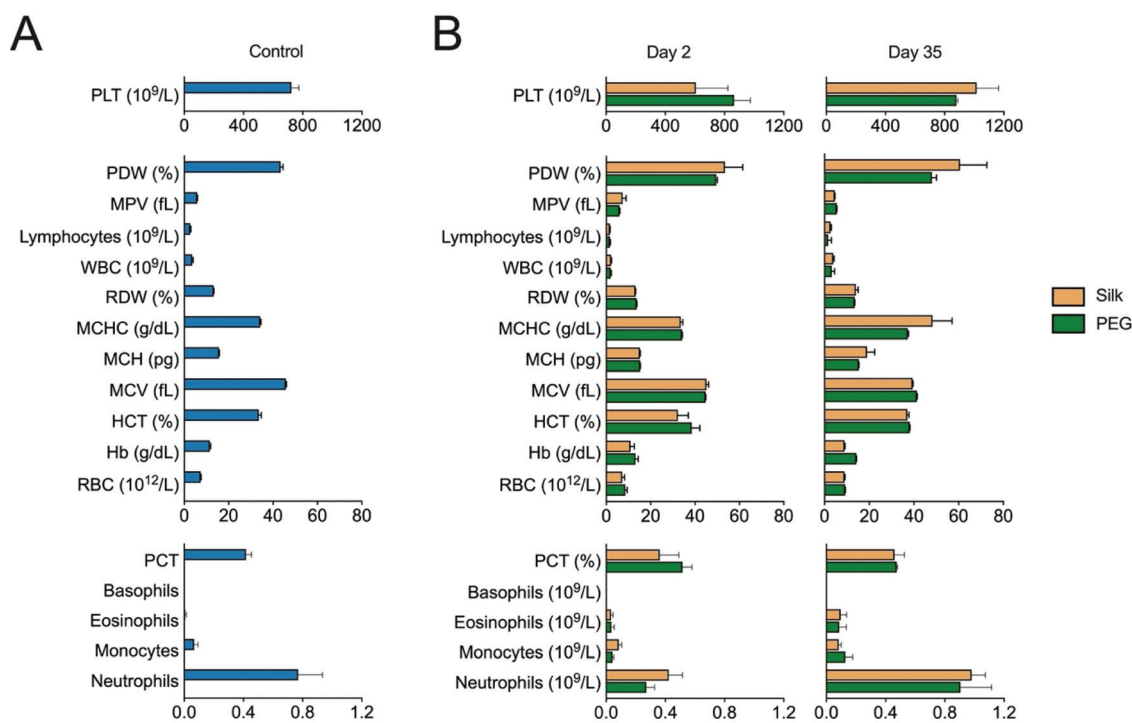 A
Control
PLT (10⁹/L)
0 400 800 1200
PDW (%)
MPV (fL)
Lymphocytes (10⁹/L)
WBC (10⁹/L)
RDW (%)
MCHC (g/dL)
MCH (pg)
MCV (fL)
HCT (%)
Hb (g/dL)
RBC (10¹²/L)
0 20 40 60 80
PCT
Basophils
Eosinophils
Monocytes
Neutrophils
0.0 0.4 0.8 1.2
B
Day 2 Day 35
PLT (10⁹/L)
0 400 800 1200 0 400 800 1200
PDW (%)
MPV (fL)
Lymphocytes (10⁹/L)
WBC (10⁹/L)
RDW (%)
MCHC (g/dL)
MCH (pg)
MCV (fL)
HCT (%)
Hb (g/dL)
RBC (10¹²/L)
0 20 40 60 80 0 20 40 60 80
PCT (%)
Basophils (10⁹/L)
Eosinophils (10⁹/L)
Monocytes (10⁹/L)
Neutrophils (10⁹/L)
0.0 0.4 0.8 1.2 0.0 0.4 0.8 1.2
Silk
PEG